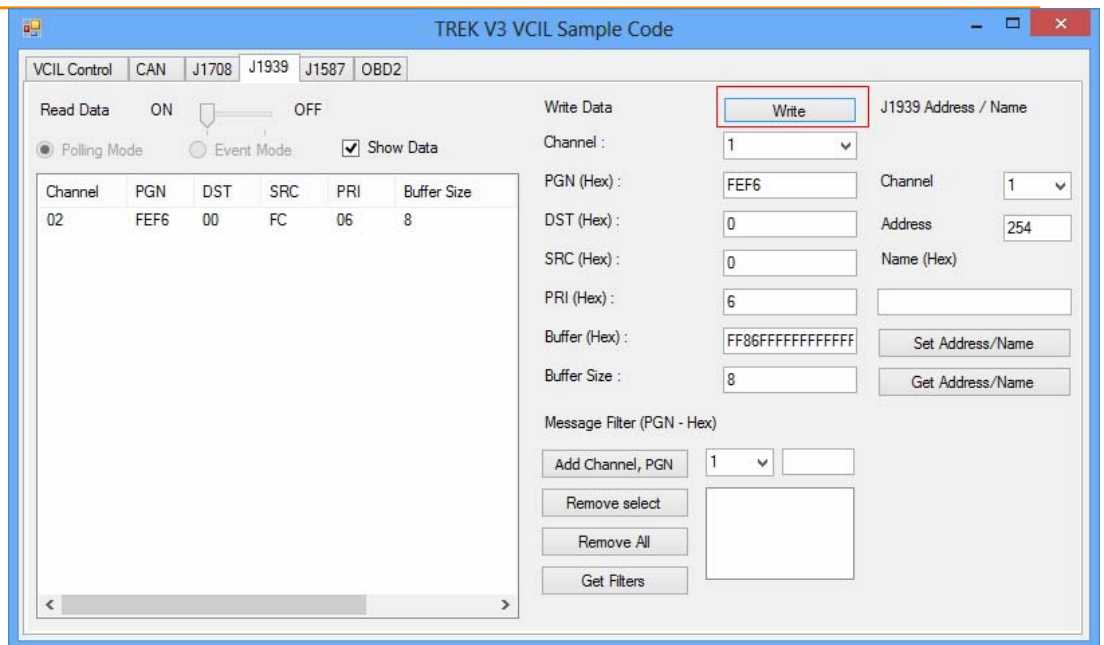 TREK V3 VCIL Sample Code
VCIL Control CAN J1708 J1939 J1587 OBD2
Read Data ON OFF
Polling Mode Event Mode Show Data
Channel PGN DST SRC PRI Buffer Size
02 FEF6 00 FC 06 8
Write Data Write
Channel : 1
PGN (Hex) : FEF6
DST (Hex) : 0
SRC (Hex) : 0
PRI (Hex) : 6
Buffer (Hex) : FF86FFFFFFFFFFFF
Buffer Size : 8
Message Filter (PGN - Hex)
Add Channel, PGN 1
Remove select
Remove All
Get Filters
J1939 Address / Name
Channel 1
Address 254
Name (Hex)
Set Address/Name
Get Address/Name